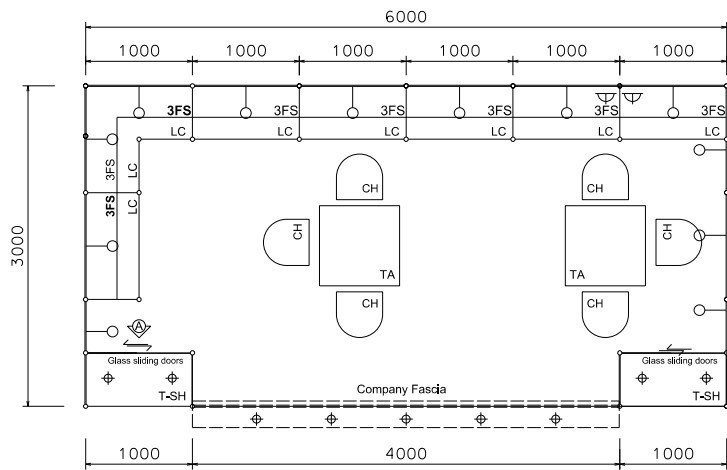 6000
1000 1000 1000 1000 1000 1000
3FS 3FS 3FS 3FS 3FS 3FS
LC LC LC LC LC LC
3FS LC
3FS LC
3000
CH CH
CH CH
TA TA
CH CH
A
Glass sliding doors Glass sliding doors
T-SH T-SH
Company Fascia
1000 4000 1000